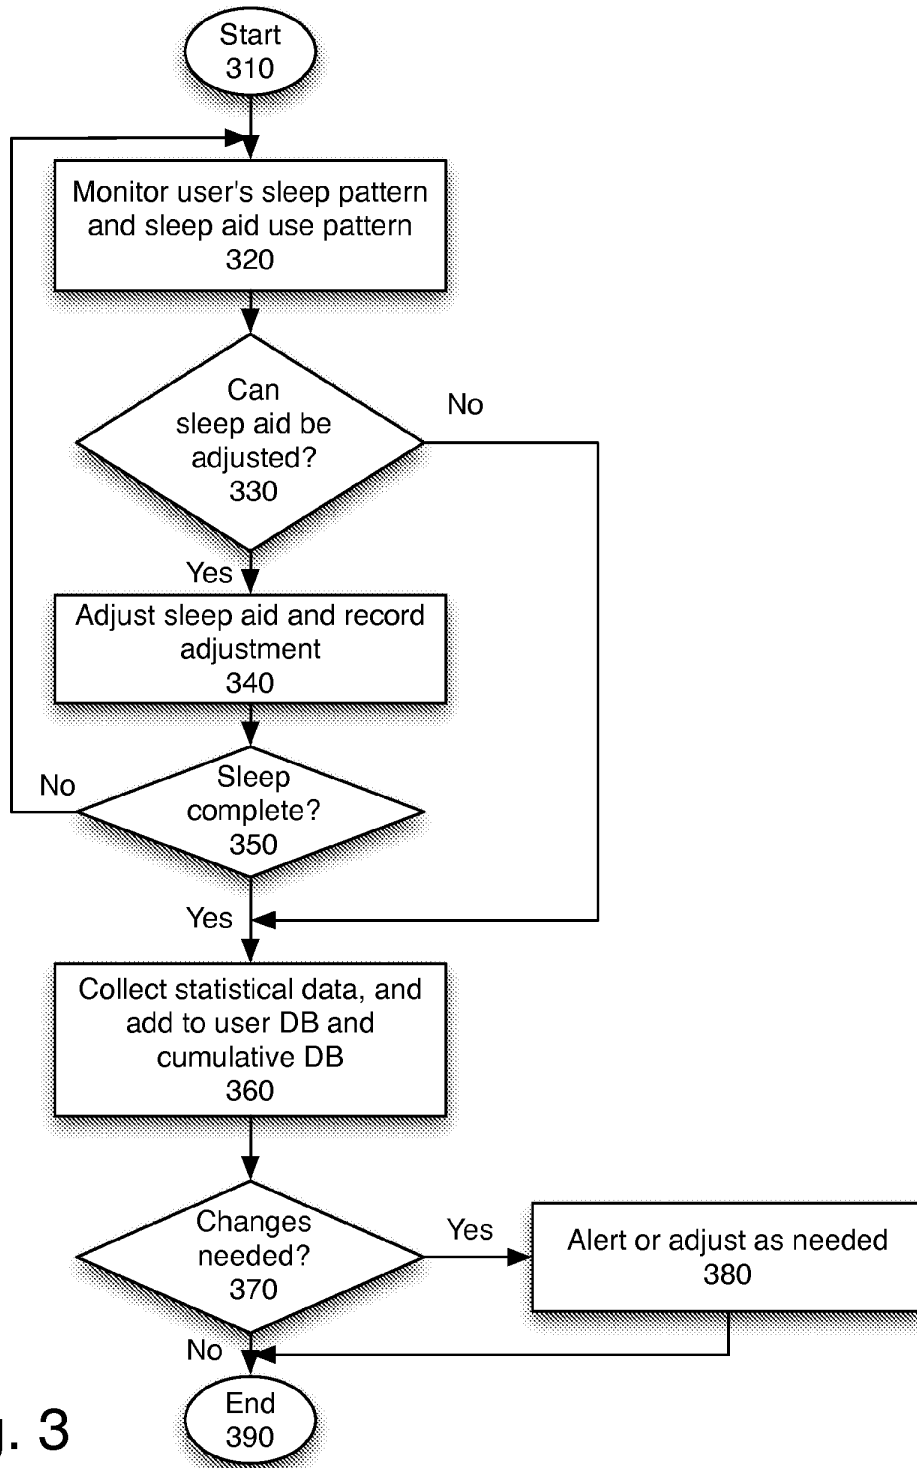 Start
310
Monitor user's sleep pattern
and sleep aid use pattern
320
Can
sleep aid be
adjusted?
330
No
Yes
Adjust sleep aid and record
adjustment
340
Sleep
complete?
350
No
Yes
Collect statistical data, and
add to user DB and
cumulative DB
360
Changes
needed?
370
Yes
Alert or adjust as needed
380
No
End
390
. 3